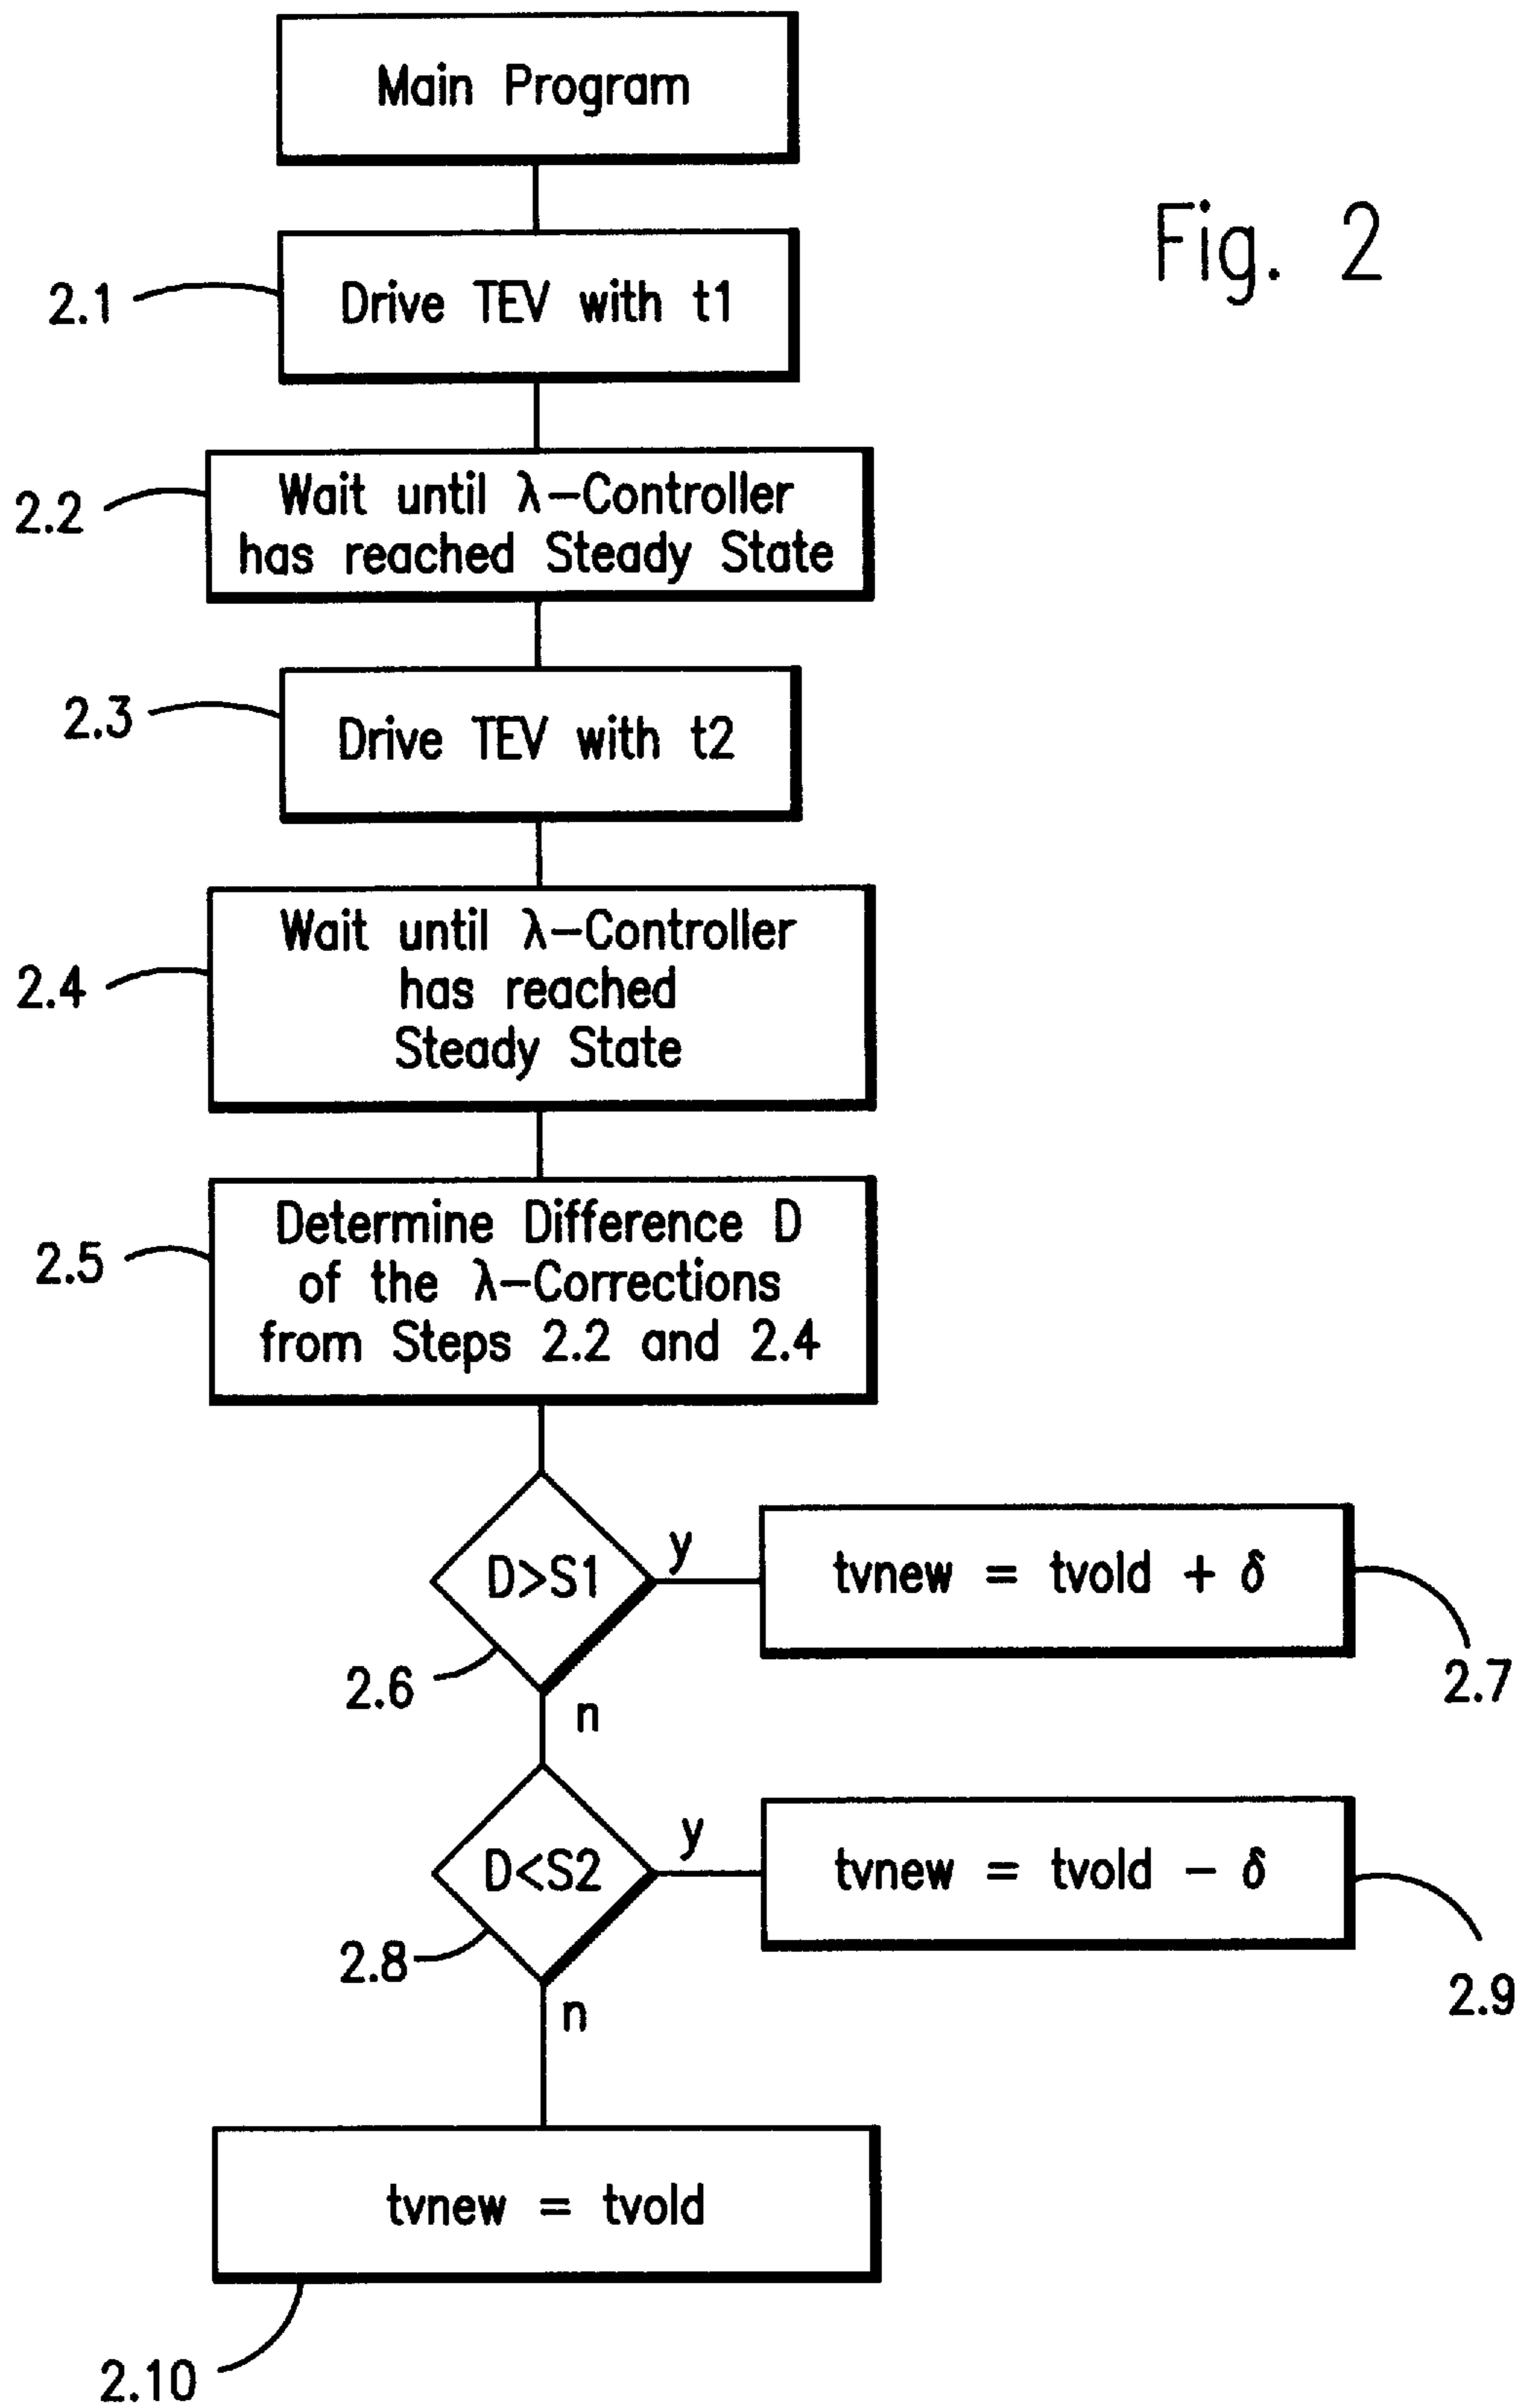 Main Program
Fig. 2
2.1
Drive TEV with t1
2.2
Wait until λ-Controller
has reached Steady State
2.3
Drive TEV with t2
2.4
Wait until λ-Controller
has reached
Steady State
2.5
Determine Difference D
of the λ-Corrections
from Steps 2.2 and 2.4
D>S1
y
tvnew = tvold + δ
2.6
2.7
n
D<S2
y
tvnew = tvold - δ
2.8
2.9
n
tvnew = tvold
2.10